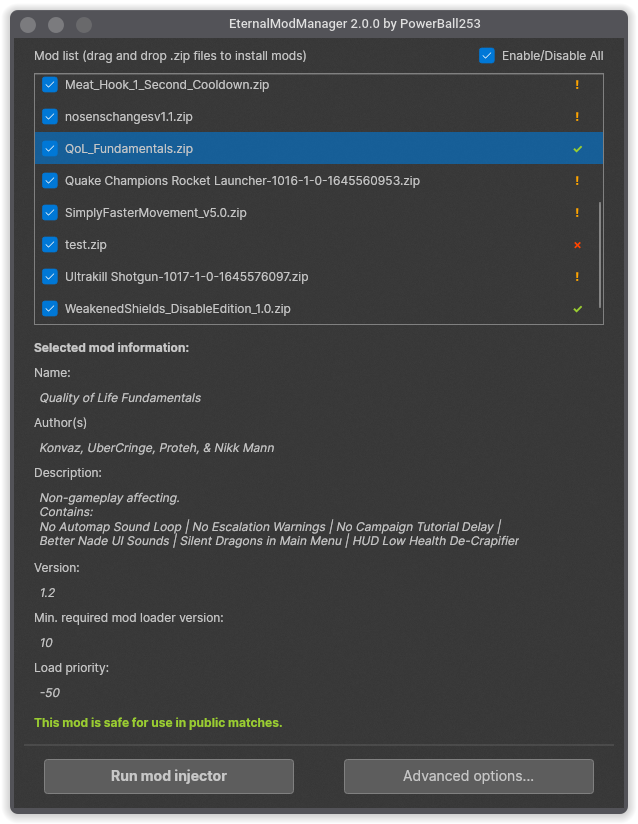 EternalModManager 2.0.0 by PowerBall253
Mod list (drag and drop .zip files to install mods)
Enable/Disable All
Meat_Hook_1_Second_Cooldown.zip !
nosenschangesv1.1.zip !
QoL_Fundamentals.zip ✓
Quake Champions Rocket Launcher-1016-1-0-1645560953.zip !
SimplyFasterMovement_v5.0.zip !
test.zip ×
Ultrakill Shotgun-1017-1-0-1645576097.zip !
WeakenedShields_DisableEdition_1.0.zip ✓
Selected mod information:
Name:
Quality of Life Fundamentals
Author(s)
Konvaz, UberCringe, Proteh, & Nikk Mann
Description:
Non-gameplay affecting.
Contains:
No Automap Sound Loop | No Escalation Warnings | No Campaign Tutorial Delay |
Better Nade UI Sounds | Silent Dragons in Main Menu | HUD Low Health De-Crapifier
Version:
1.2
Min. required mod loader version:
10
Load priority:
-50
This mod is safe for use in public matches.
Run mod injector
Advanced options...